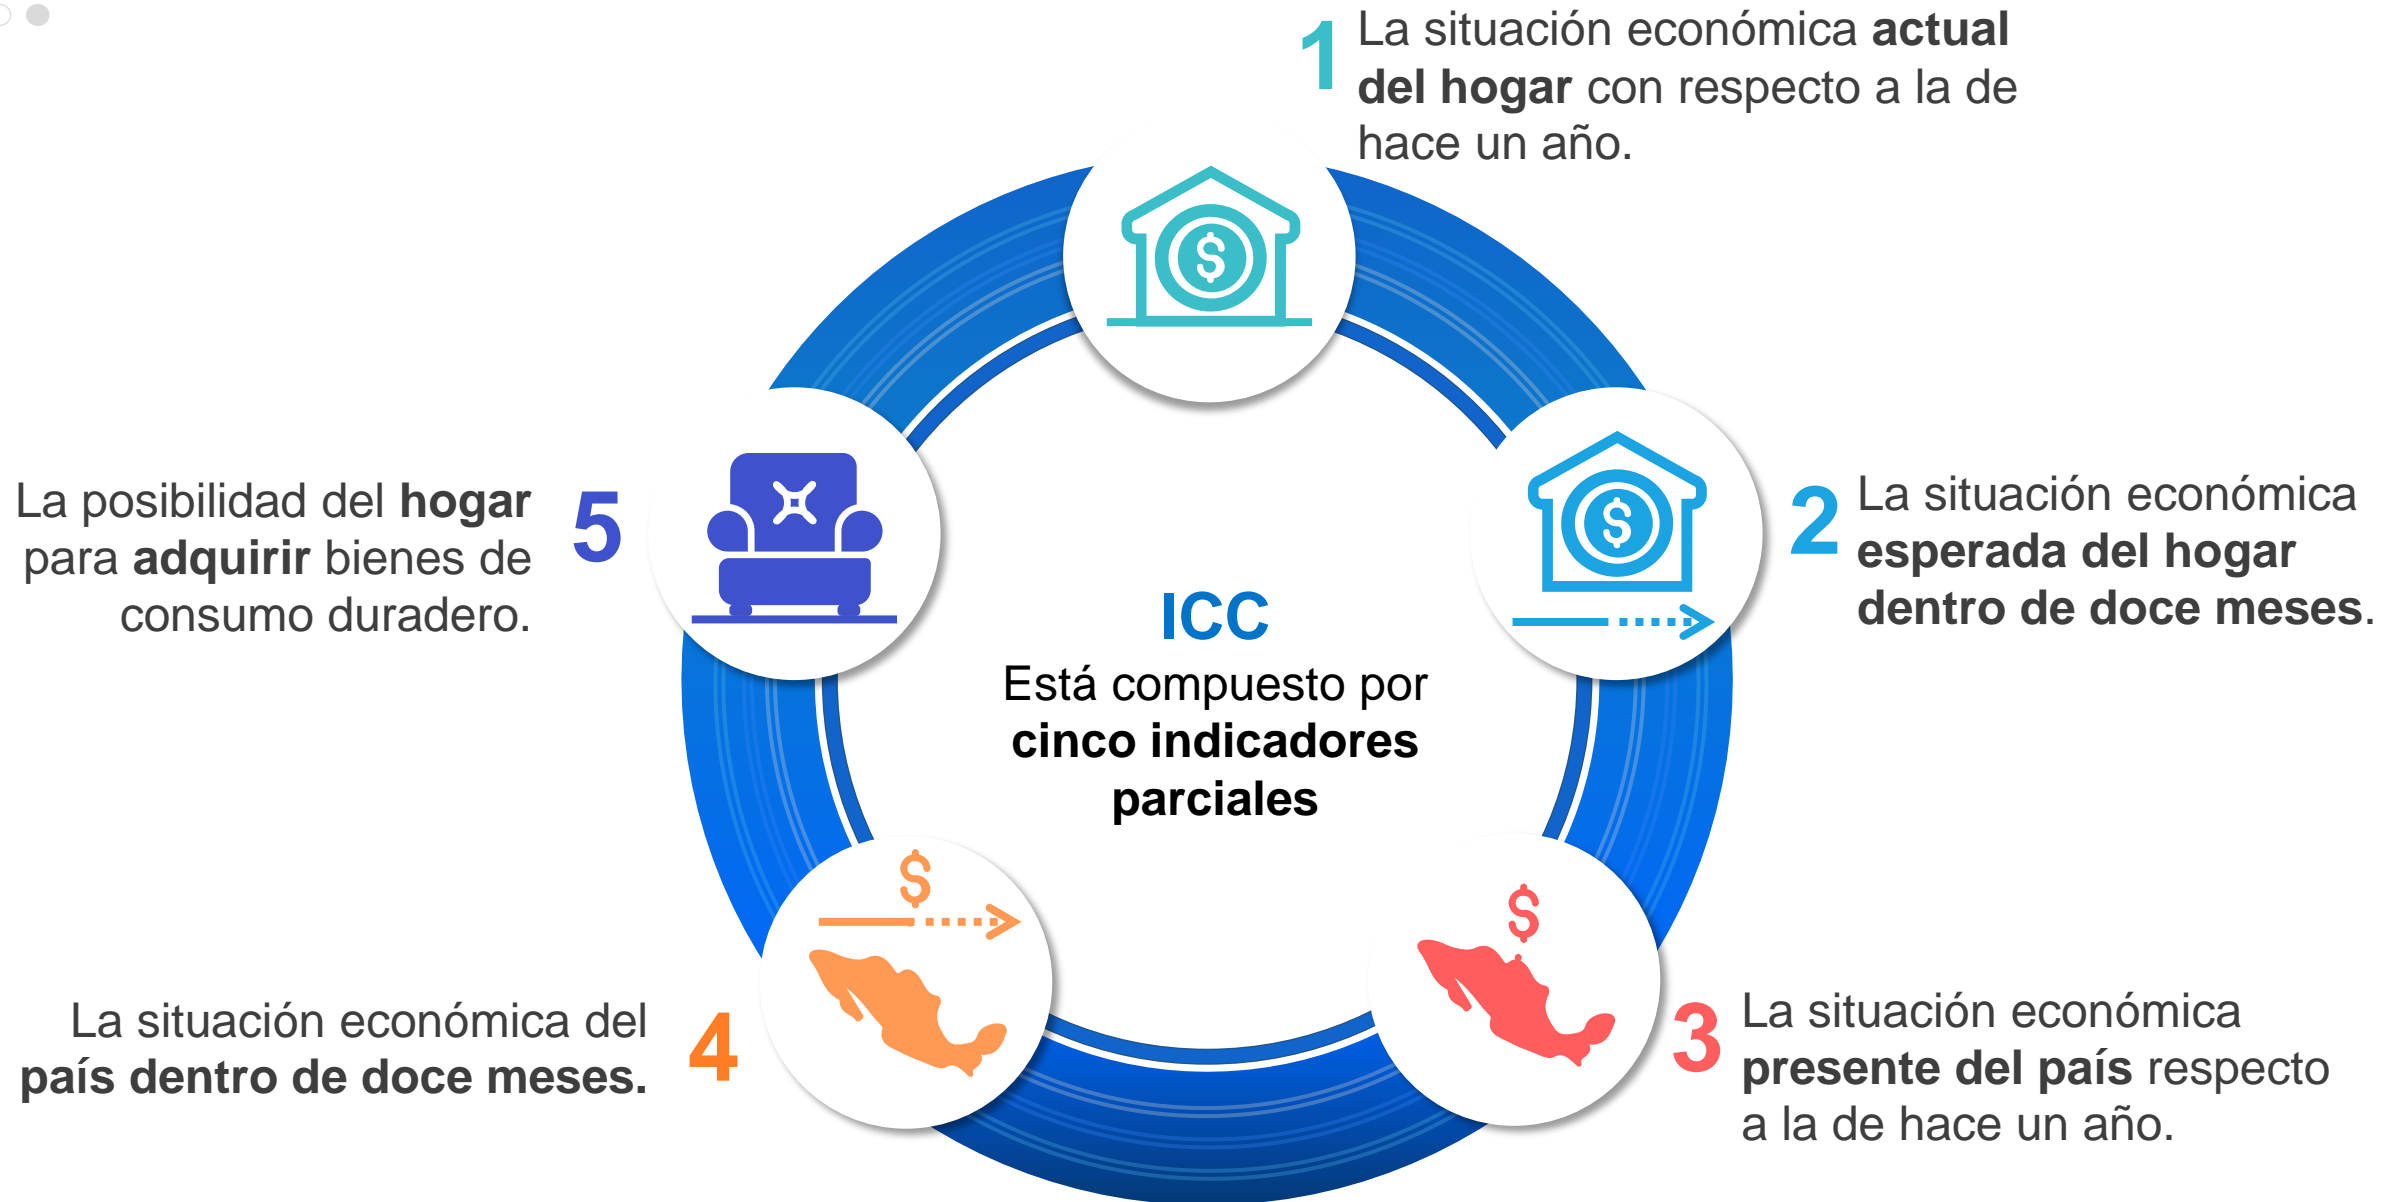 1
La situación económica actual
del hogar con respecto a la de
hace un año.
2
La situación económica
esperada del hogar
dentro de doce meses.
ICC
Está compuesto por
cinco indicadores
parciales
3
La situación económica
presente del país respecto
a la de hace un año.
4
La situación económica del
país dentro de doce meses.
5
La posibilidad del hogar
para adquirir bienes de
consumo duradero.
$
$
$
$